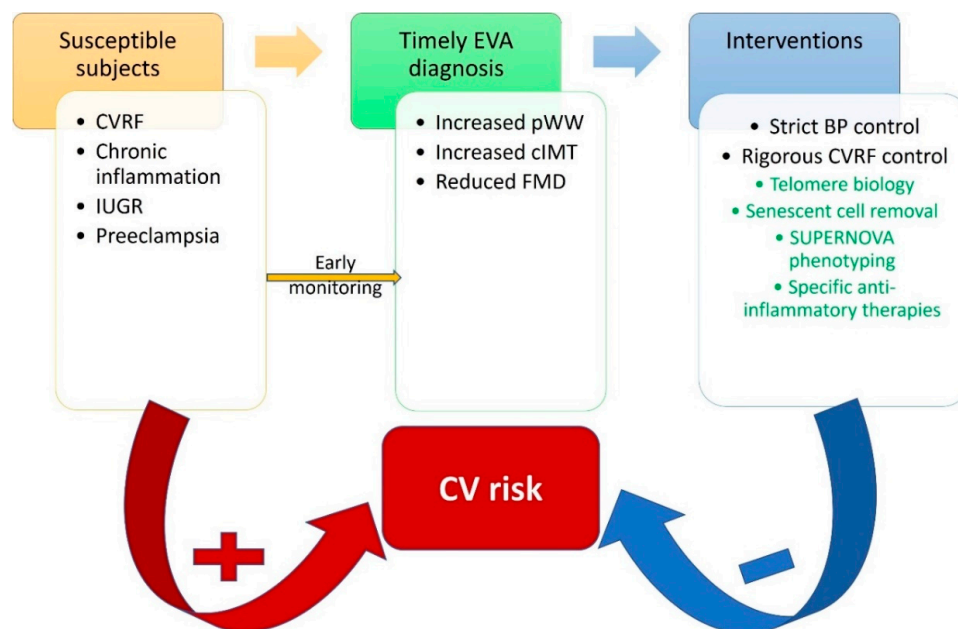 Susceptible
subjects
Timely EVA
diagnosis
Interventions
• CVRF
• Chronic
inflammation
• IUGR
• Preeclampsia
Early
monitoring
• Increased pWW
• Increased cIMT
• Reduced FMD
• Strict BP control
• Rigorous CVRF control
• Telomere biology
• Senescent cell removal
• SUPERNOVA
phenotyping
• Specific anti-
inflammatory therapies
CV risk
+
-